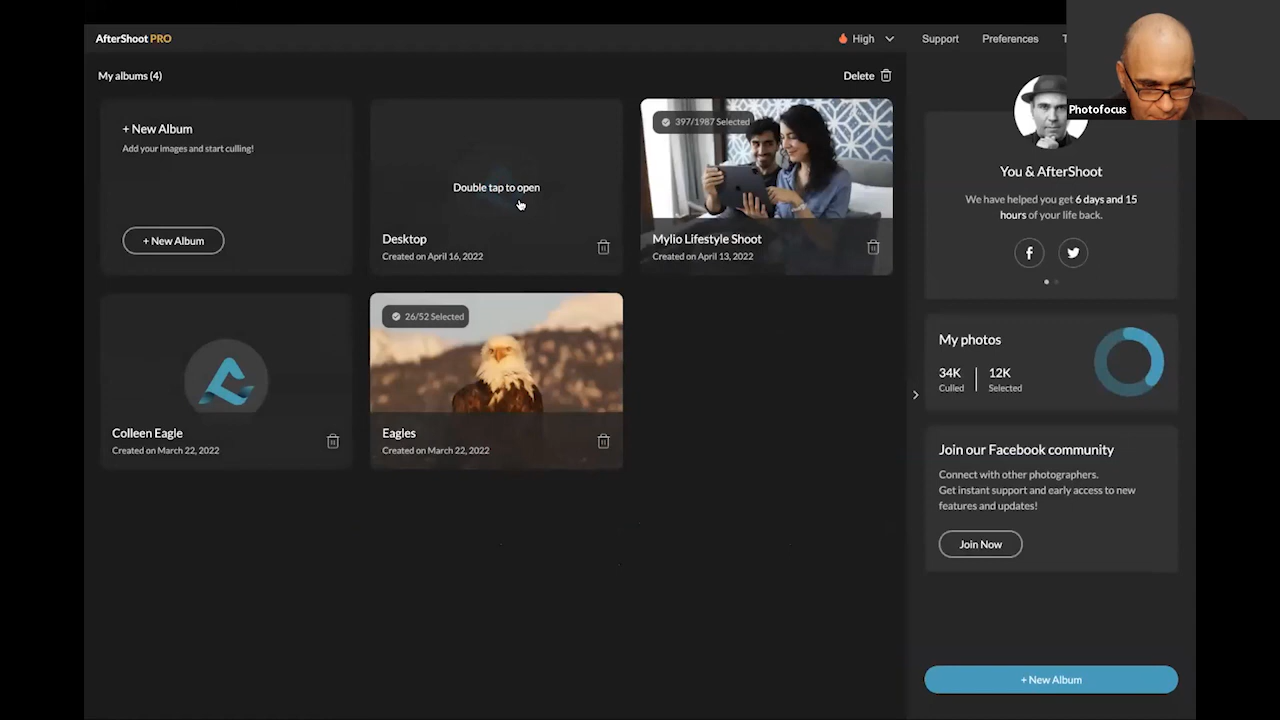 AfterShoot PRO
High
Support
Preferences
Photofocus
My albums (4)
Delete
+ New Album
Add your images and start culling!
+ New Album
Double tap to open
Desktop
Created on April 16, 2022
397/1987 Selected
Mylio Lifestyle Shoot
Created on April 13, 2022
Colleen Eagle
Created on March 22, 2022
26/52 Selected
Eagles
Created on March 22, 2022
You & AfterShoot
We have helped you get 6 days and 15
hours of your life back.
My photos
34K
Culled
12K
Selected
Join our Facebook community
Connect with other photographers.
Get instant support and early access to new
features and updates!
Join Now
+ New Album